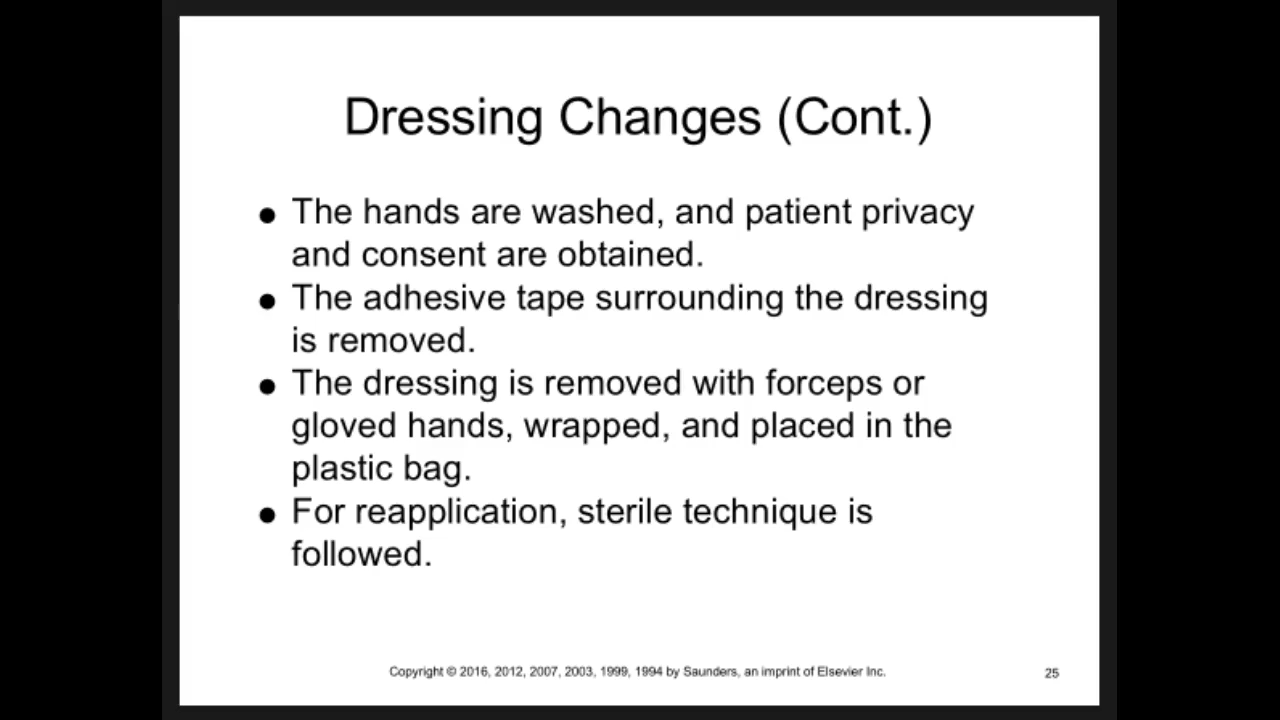 Dressing Changes (Cont.)
● The hands are washed, and patient privacy
and consent are obtained.
● The adhesive tape surrounding the dressing
is removed.
● The dressing is removed with forceps or
gloved hands, wrapped, and placed in the
plastic bag.
● For reapplication, sterile technique is
followed.
Copyright © 2016, 2012, 2007, 2003, 1999, 1994 by Saunders, an imprint of Elsevier Inc.
25